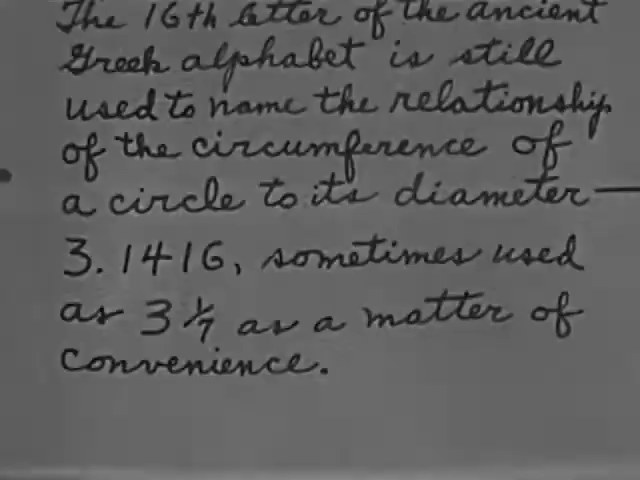 The 16th letter of the ancient
Greek alphabet is still
used to name the relationship
of the circumference of
a circle to its diameter—
3.1416, sometimes used
as 3 1/7 as a matter of
convenience.